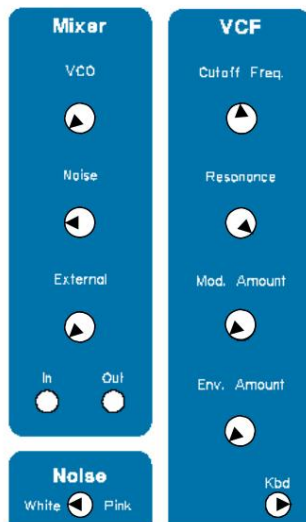 Mixer
VCO
Noise
External
In Out
Noise
White Pink
VCF
Cutoff Freq.
Resonance
Mod. Amount
Env. Amount
Kbd